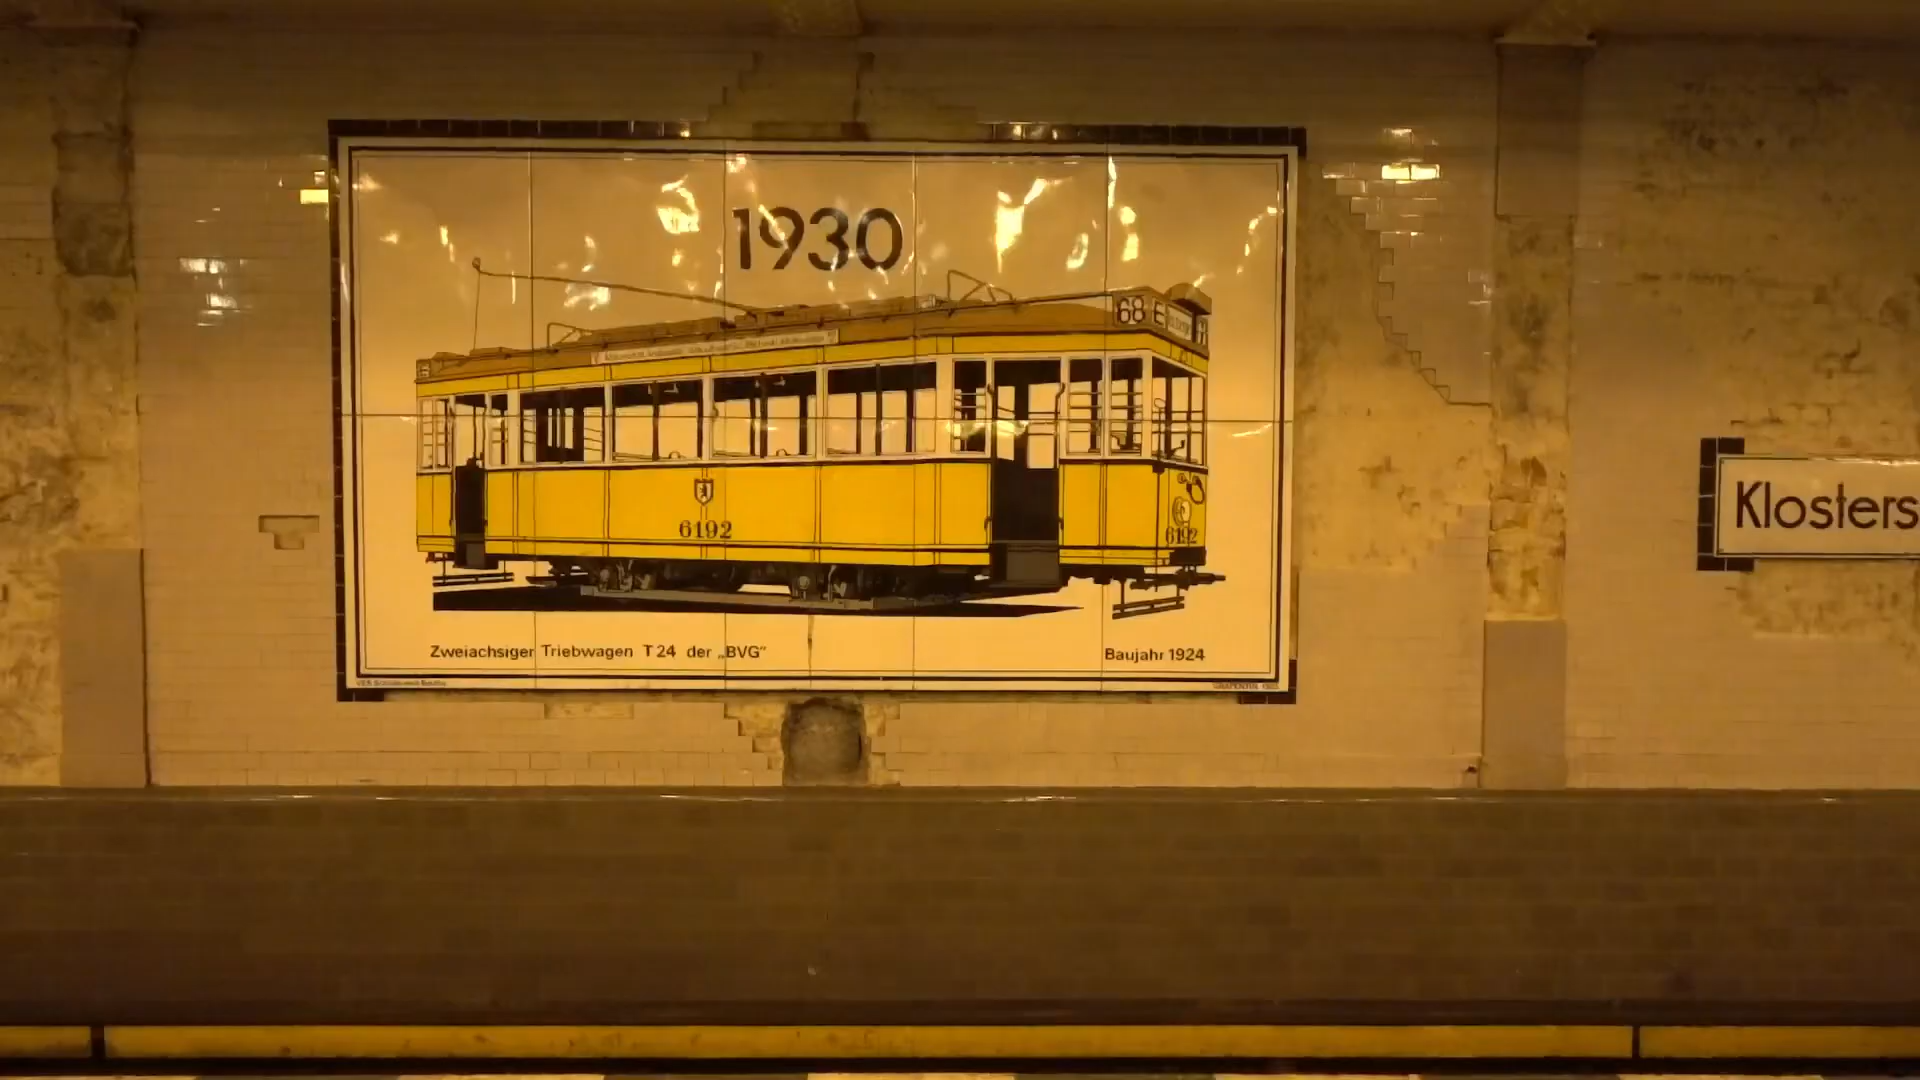 1930
68 E
6192
6192
Zweiachsiger Triebwagen T 24 der „BVG“
Baujahr 1924
Klosters